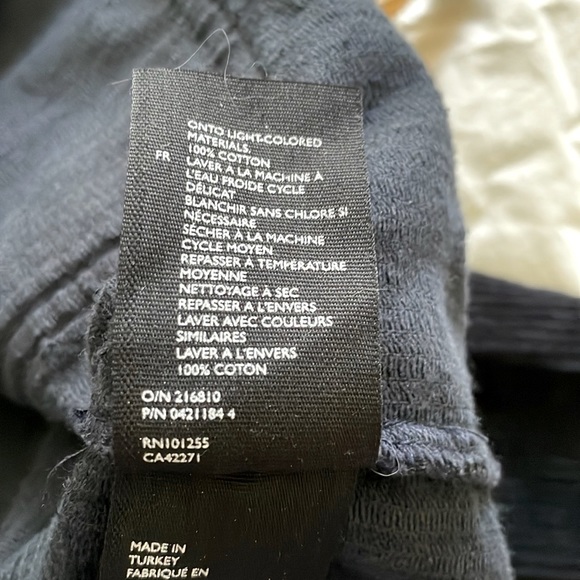 ONTO LIGHT-COLORED
MATERIALS.
100% COTTON
FR LAVER A LA MACHINE À
L'EAU FROIDE CYCLE
DÉLICAT
BLANCHIR SANS CHLORE SI
NÉCESSAIRE
SÉCHER À LA MACHINE
CYCLE MOYEN
REPASSER À TEMPÉRATURE
MOYENNE
NETTOYAGE À SEC
REPASSER À L'ENVERS
LAVER AVEC COULEURS
SIMILAIRES
LAVER À L'ENVERS
100% COTON
O/N 216810
P/N 0421184 4
RN101255
CA42271
MADE IN
TURKEY
FABRIQUÉ EN